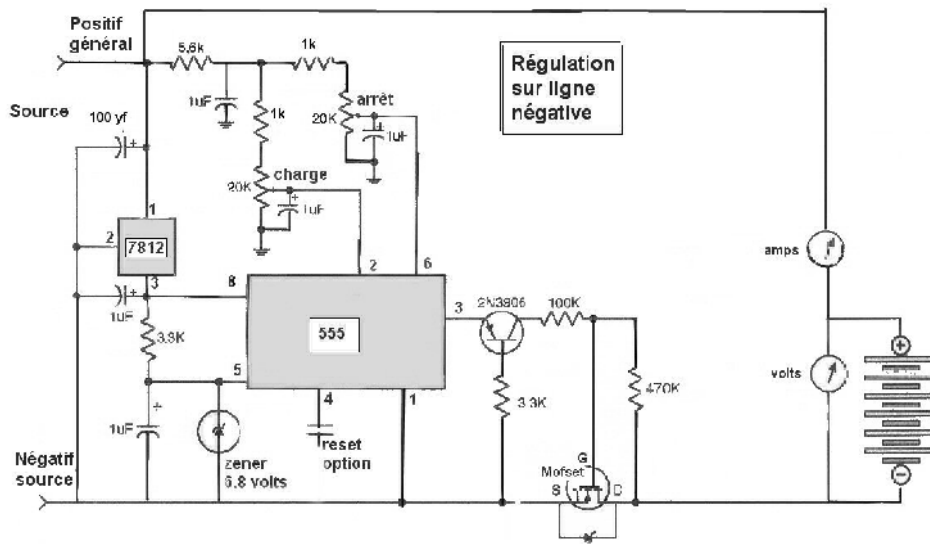 Positif
général
5,6k
1k
Régulation
sur ligne
négative
Source
1uF
arrêt
100 yf
1k
20K
1uF
charge
20K
1uF
1
2
7812
3
2
6
amps
8
3
2N3906
100K
1uF
555
3.3K
5
volts
470K
4
1
3.3K
1uF
reset
option
Négatif
source
zener
6.8 volts
G
Mofset
S
D